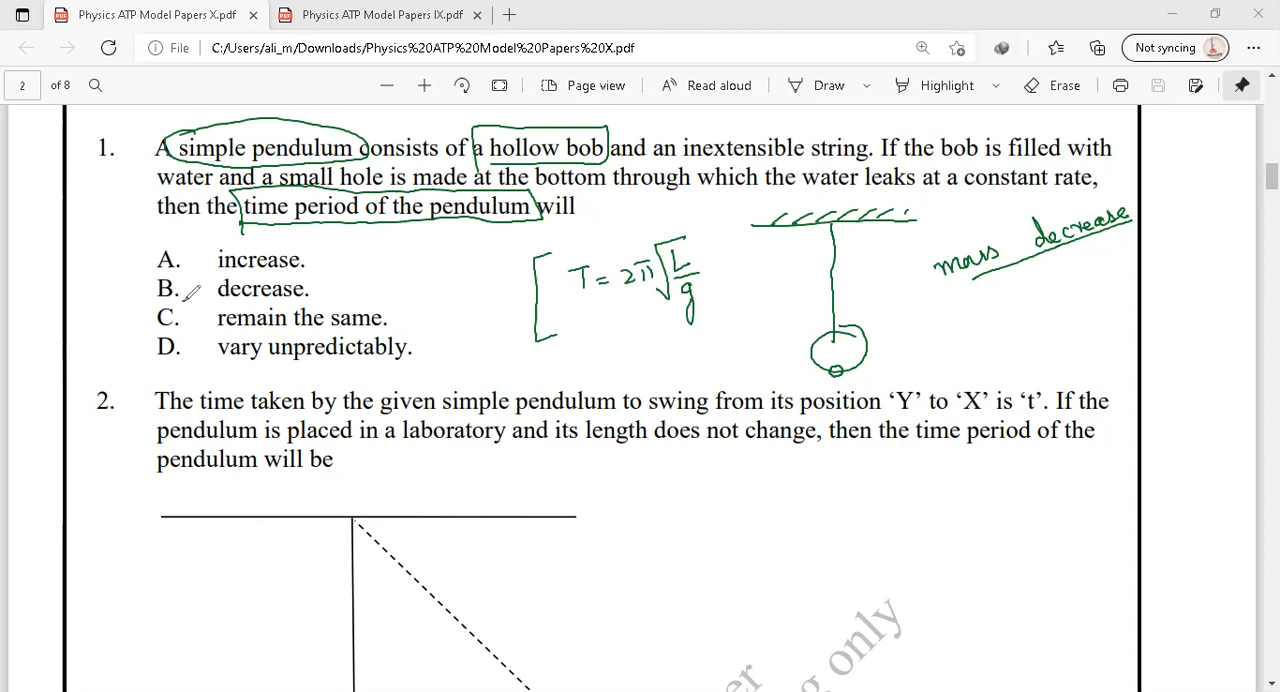 Physics ATP Model Papers X.pdf
Physics ATP Model Papers IX.pdf
File
C:/Users/ali_m/Downloads/Physics%20ATP%20Model%20Papers%20X.pdf
Not syncing
2 of 8
Page view
Read aloud
Draw
Highlight
Erase
1. A simple pendulum consists of a hollow bob and an inextensible string. If the bob is filled with
water and a small hole is made at the bottom through which the water leaks at a constant rate,
then the time period of the pendulum will
mass decrease
A. increase.
T = 2π√L/g
B. decrease.
C. remain the same.
D. vary unpredictably.
2. The time taken by the given simple pendulum to swing from its position ‘Y’ to ‘X’ is ‘t’. If the
pendulum is placed in a laboratory and its length does not change, then the time period of the
pendulum will be
ng only